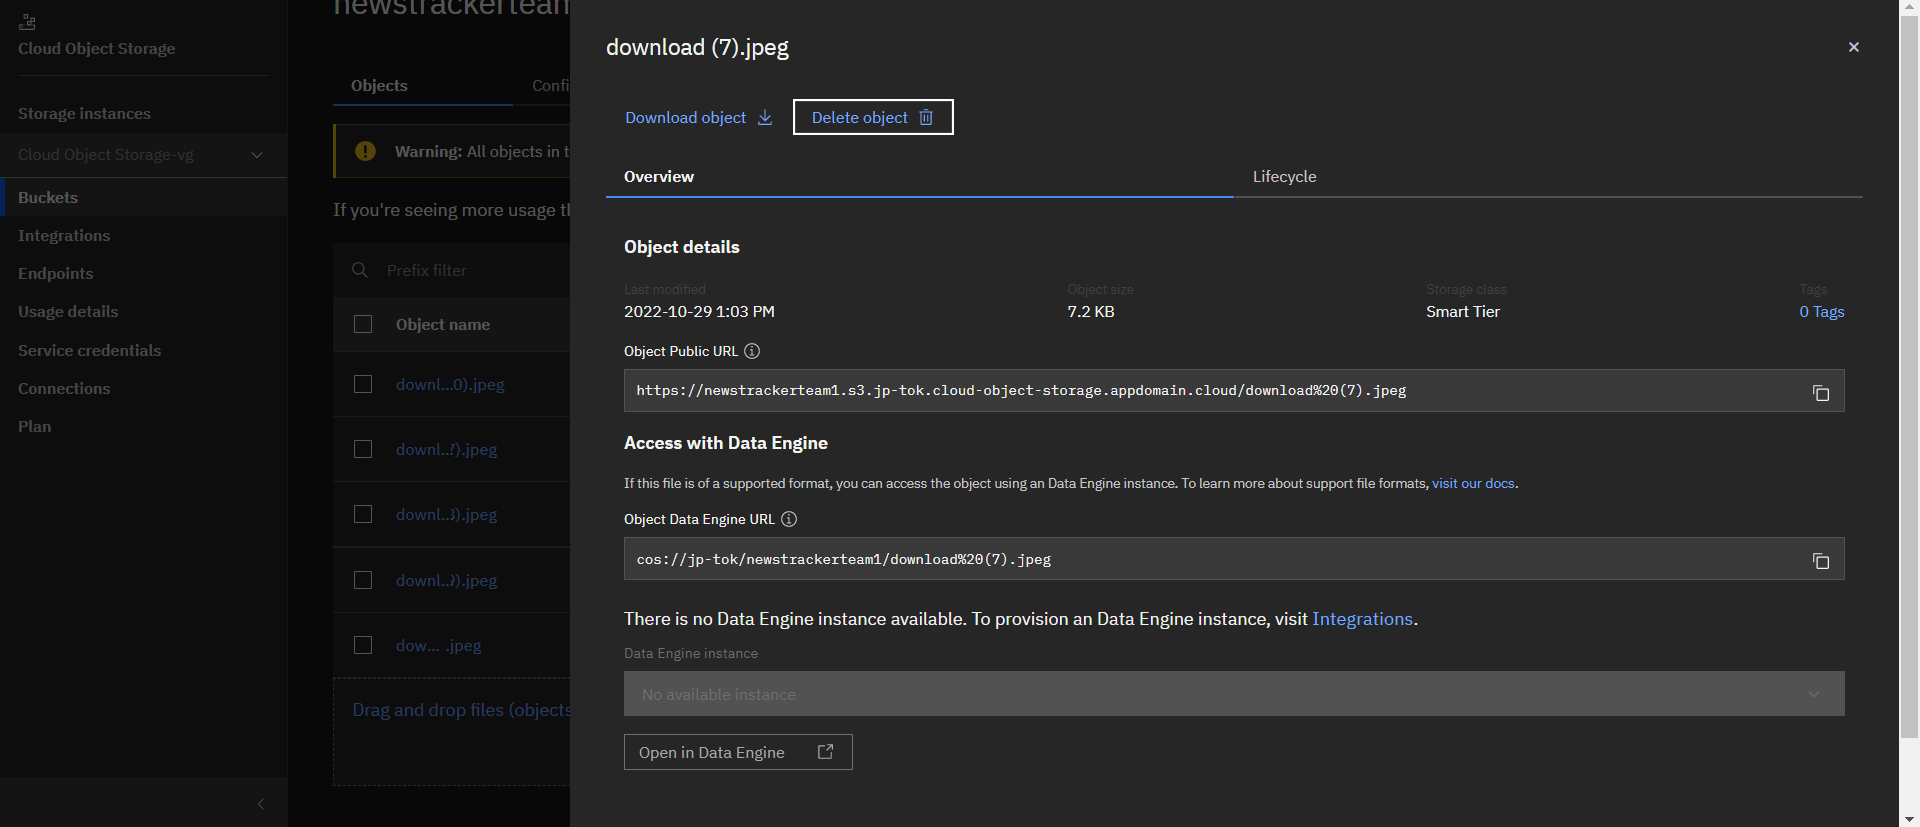 Cloud Object Storage
Storage instances
Cloud Object Storage-vg
Buckets
Integrations
Endpoints
Usage details
Service credentials
Connections
Plan
newstrackerteam
Objects
Confi
Warning: All objects in t
If you're seeing more usage th
Prefix filter
Object name
downl...0).jpeg
downl...7).jpeg
downl...8).jpeg
downl...9).jpeg
dow... .jpeg
Drag and drop files (objects
download (7).jpeg
Download object
Delete object
Overview
Lifecycle
Object details
Last modified
2022-10-29 1:03 PM
Object size
7.2 KB
Storage class
Smart Tier
Tags
0 Tags
Object Public URL
https://newstrackerteam1.s3.jp-tok.cloud-object-storage.appdomain.cloud/download%20(7).jpeg
Access with Data Engine
If this file is of a supported format, you can access the object using an Data Engine instance. To learn more about support file formats, visit our docs.
Object Data Engine URL
cos://jp-tok/newstrackerteam1/download%20(7).jpeg
There is no Data Engine instance available. To provision an Data Engine instance, visit Integrations.
Data Engine instance
No available instance
Open in Data Engine